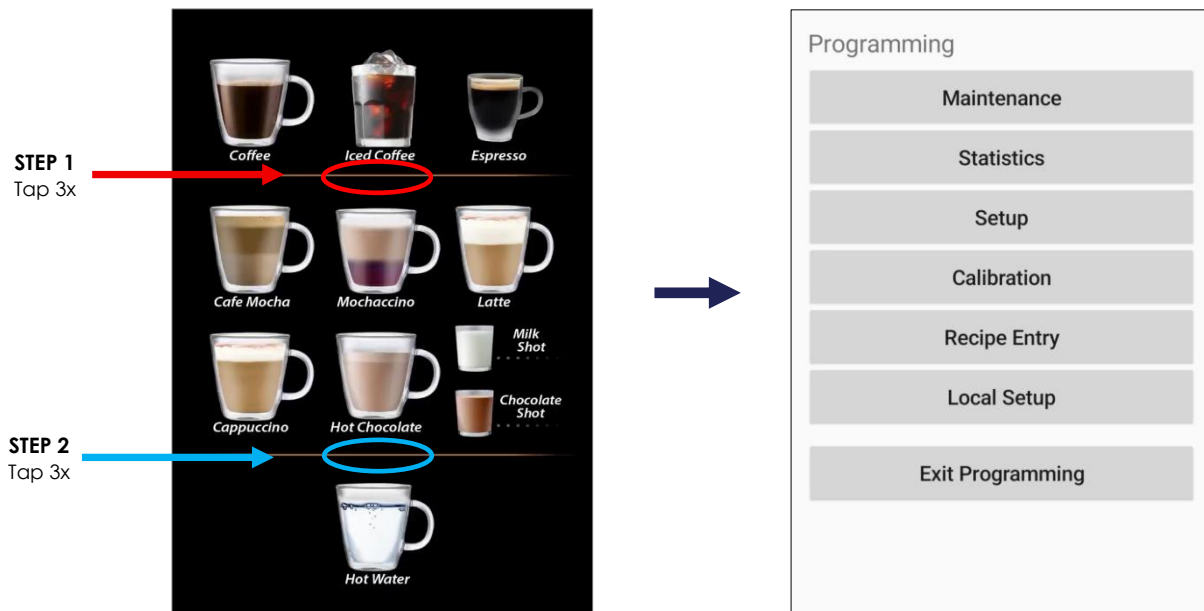 STEP 1
Tap 3x
Coffee
Iced Coffee
Espresso
Cafe Mocha
Mochaccino
Latte
Milk
Shot
Cappuccino
Hot Chocolate
Chocolate
Shot
STEP 2
Tap 3x
Hot Water
Programming
Maintenance
Statistics
Setup
Calibration
Recipe Entry
Local Setup
Exit Programming